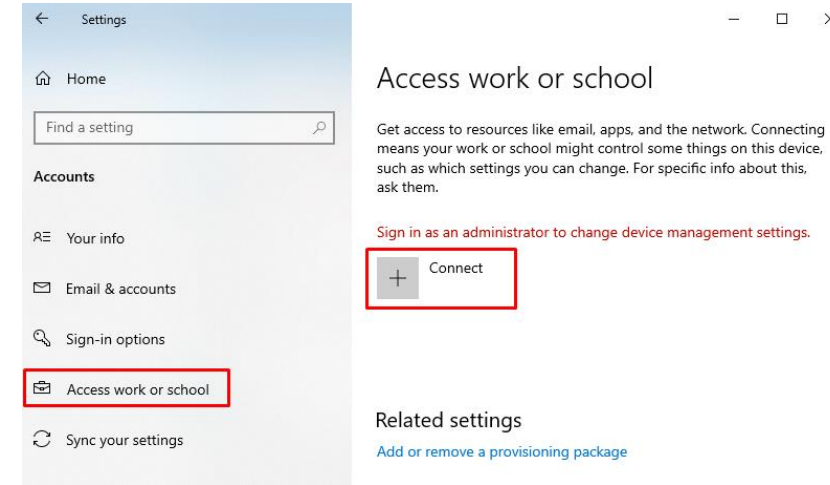 Settings
Home
Find a setting
Accounts
Your info
Email & accounts
Sign-in options
Access work or school
Sync your settings
Access work or school
Get access to resources like email, apps, and the network. Connecting
means your work or school might control some things on this device,
such as which settings you can change. For specific info about this,
ask them.
Sign in as an administrator to change device management settings.
Connect
Related settings
Add or remove a provisioning package